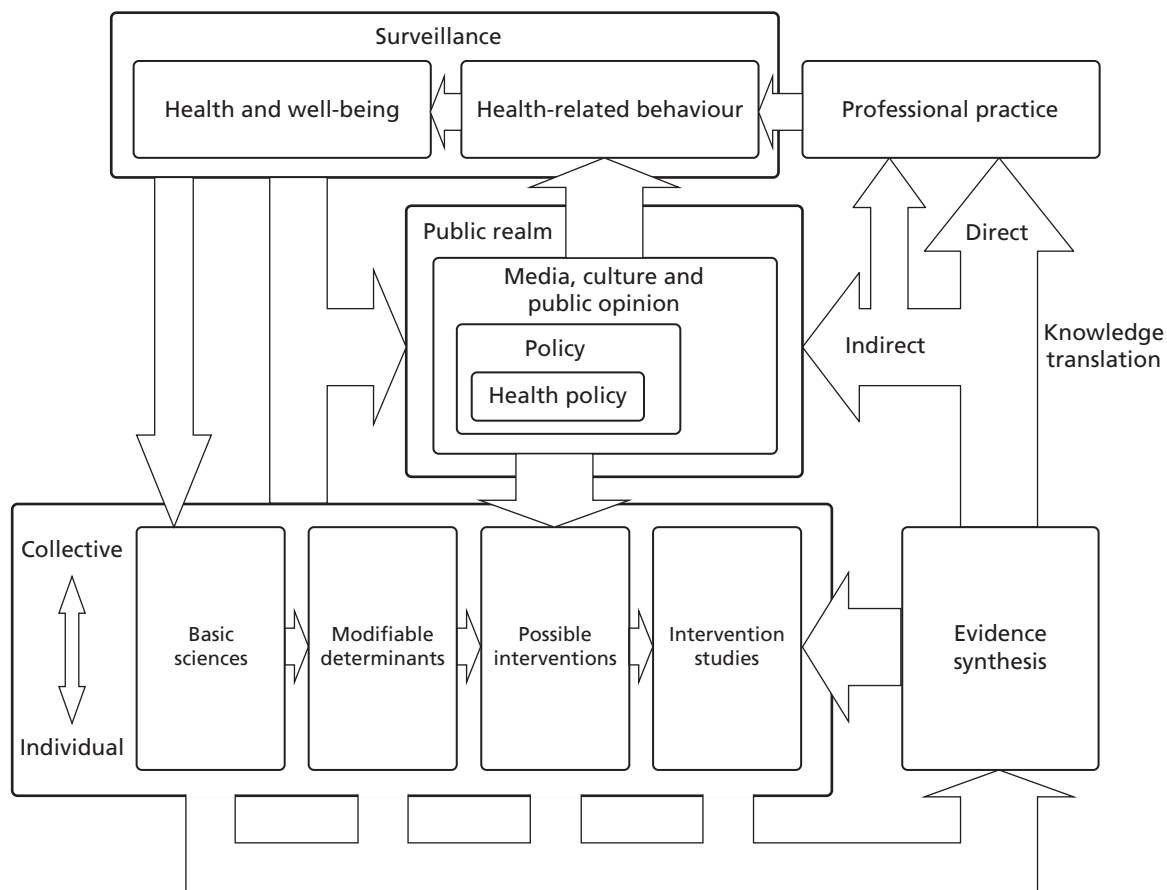 Surveillance
Health and well-being
Health-related behaviour
Professional practice
Public realm
Media, culture and
public opinion
Policy
Health policy
Direct
Indirect
Knowledge
translation
Collective
Individual
Basic
sciences
Modifiable
determinants
Possible
interventions
Intervention
studies
Evidence
synthesis